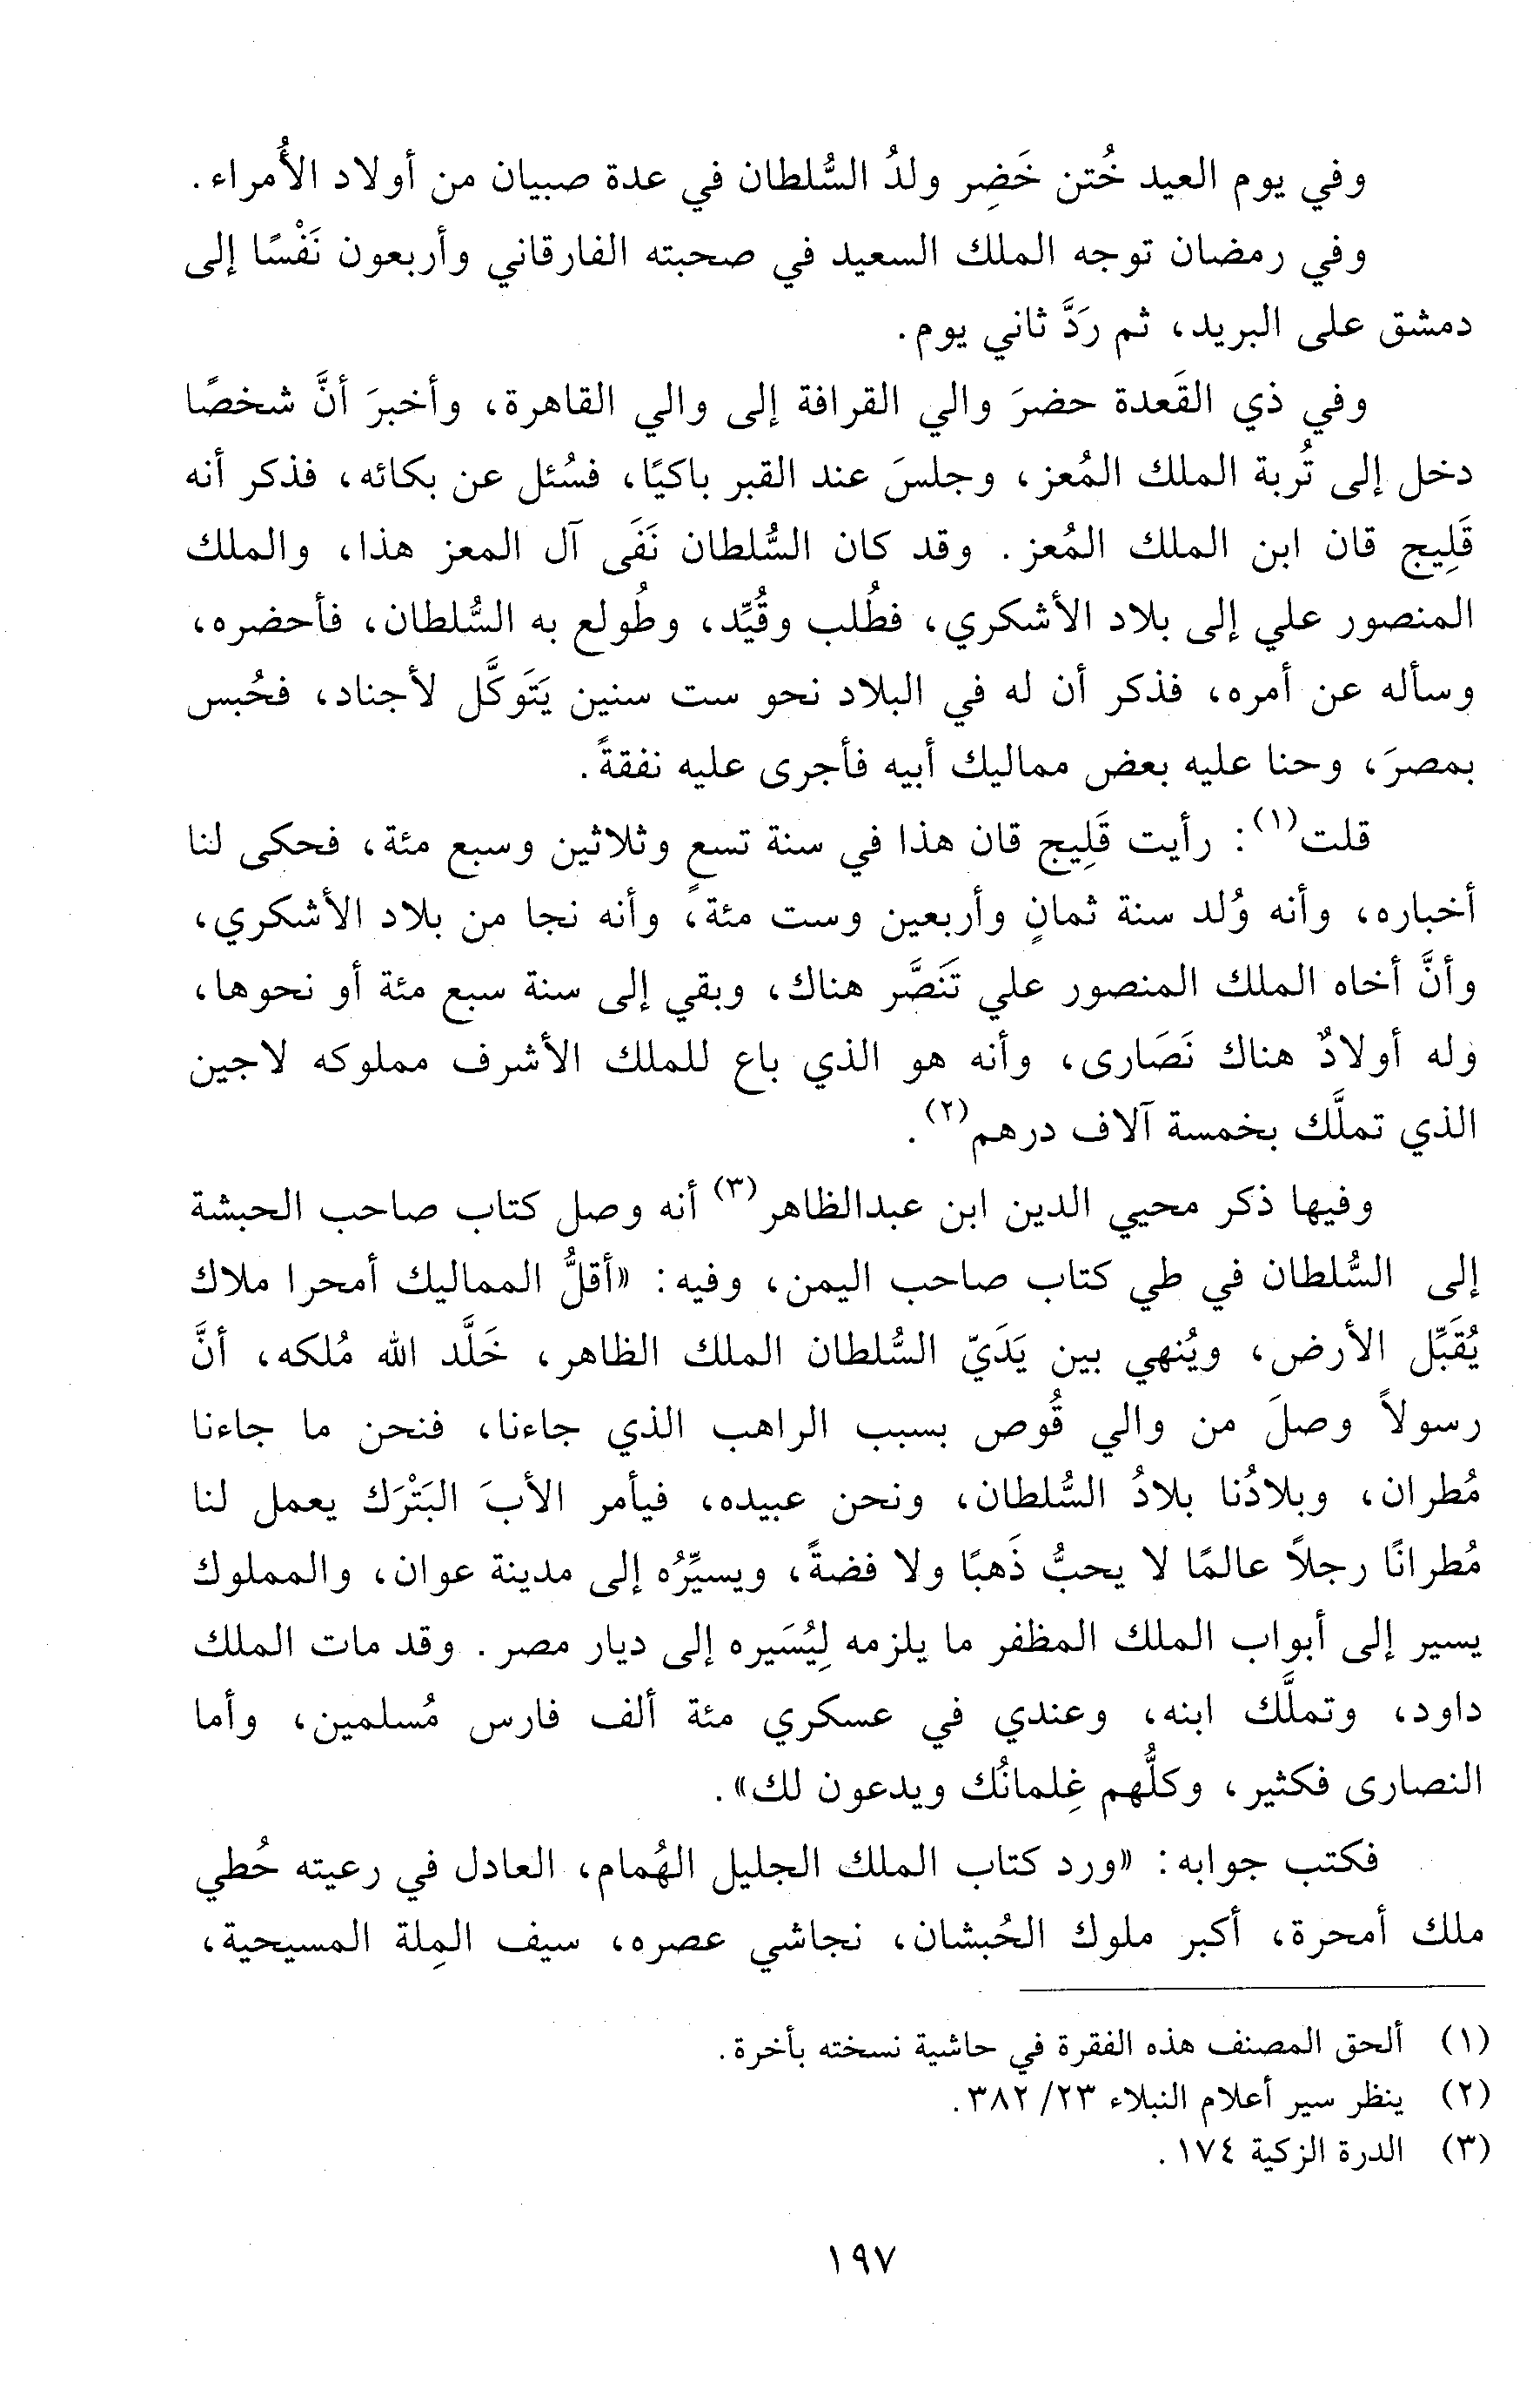 وفي يوم العيد خُتن خَضِر ولدُ السُّلطان في عدة صبيان من أولاد الأُمراء.
وفي رمضان توجه الملك السعيد في صحبته الفارقاني وأربعون نَفْسًا إلى
دمشق على البريد، ثم رَدَّ ثاني يوم.
وفي ذي القَعدة حضرَ والي القرافة إلى والي القاهرة، وأخبرَ أنَّ شخصًا
دخل إلى تُربة الملك المُعز، وجلسَ عند القبر باكيًا، فسُئل عن بكائه، فذكر أنه
قَلِيج قان ابن الملك المُعز. وقد كان السُّلطان نَفَى آل المعز هذا، والملك
المنصور علي إلى بلاد الأشكري، فطُلب وقُيِّد، وطُولع به السُّلطان، فأحضره،
وسأله عن أمره، فذكر أن له في البلاد نحو ست سنين يَتَوكَّل لأجناد، فحُبس
بمصرَ، وحنا عليه بعض مماليك أبيه فأجرى عليه نفقةً.
قلت(١): رأيت قَلِيج قان هذا في سنة تسعٍ وثلاثين وسبع مئة، فحكى لنا
أخباره، وأنه وُلد سنة ثمانٍ وأربعين وست مئة، وأنه نجا من بلاد الأشكري،
وأنَّ أخاه الملك المنصور علي تَنَصَّر هناك، وبقي إلى سنة سبع مئة أو نحوها،
وله أولادٌ هناك نَصَارى، وأنه هو الذي باع للملك الأشرف مملوكه لاجين
الذي تملَّك بخمسة آلاف درهم(٢).
وفيها ذكر محيي الدين ابن عبدالظاهر(٣) أنه وصل كتاب صاحب الحبشة
إلى السُّلطان في طي كتاب صاحب اليمن، وفيه: «أقلُّ المماليك أمحرا ملاك
يُقَبِّل الأرض، ويُنهي بين يَدَيّ السُّلطان الملك الظاهر، خَلَّد الله مُلكه، أنَّ
رسولاً وصلَ من والي قُوص بسبب الراهب الذي جاءنا، فنحن ما جاءنا
مُطران، وبلادُنا بلادُ السُّلطان، ونحن عبيده، فيأمر الأبَ البَتْرَك يعمل لنا
مُطرانًا رجلاً عالمًا لا يحبُّ ذَهبًا ولا فضةً، ويسيِّرُه إلى مدينة عوان، والمملوك
يسير إلى أبواب الملك المظفر ما يلزمه لِيُسَيره إلى ديار مصر. وقد مات الملك
داود، وتملَّك ابنه، وعندي في عسكري مئة ألف فارس مُسلمين، وأما
النصارى فكثير، وكلُّهم غِلمانُك ويدعون لك».
فكتب جوابه: «ورد كتاب الملك الجليل الهُمام، العادل في رعيته حُطي
ملك أمحرة، أكبر ملوك الحُبشان، نجاشي عصره، سيف المِلة المسيحية،
(١) ألحق المصنف هذه الفقرة في حاشية نسخته بأخرة.
(٢) ينظر سير أعلام النبلاء ٢٣/ ٣٨٢.
(٣) الدرة الزكية ١٧٤.
١٩٧